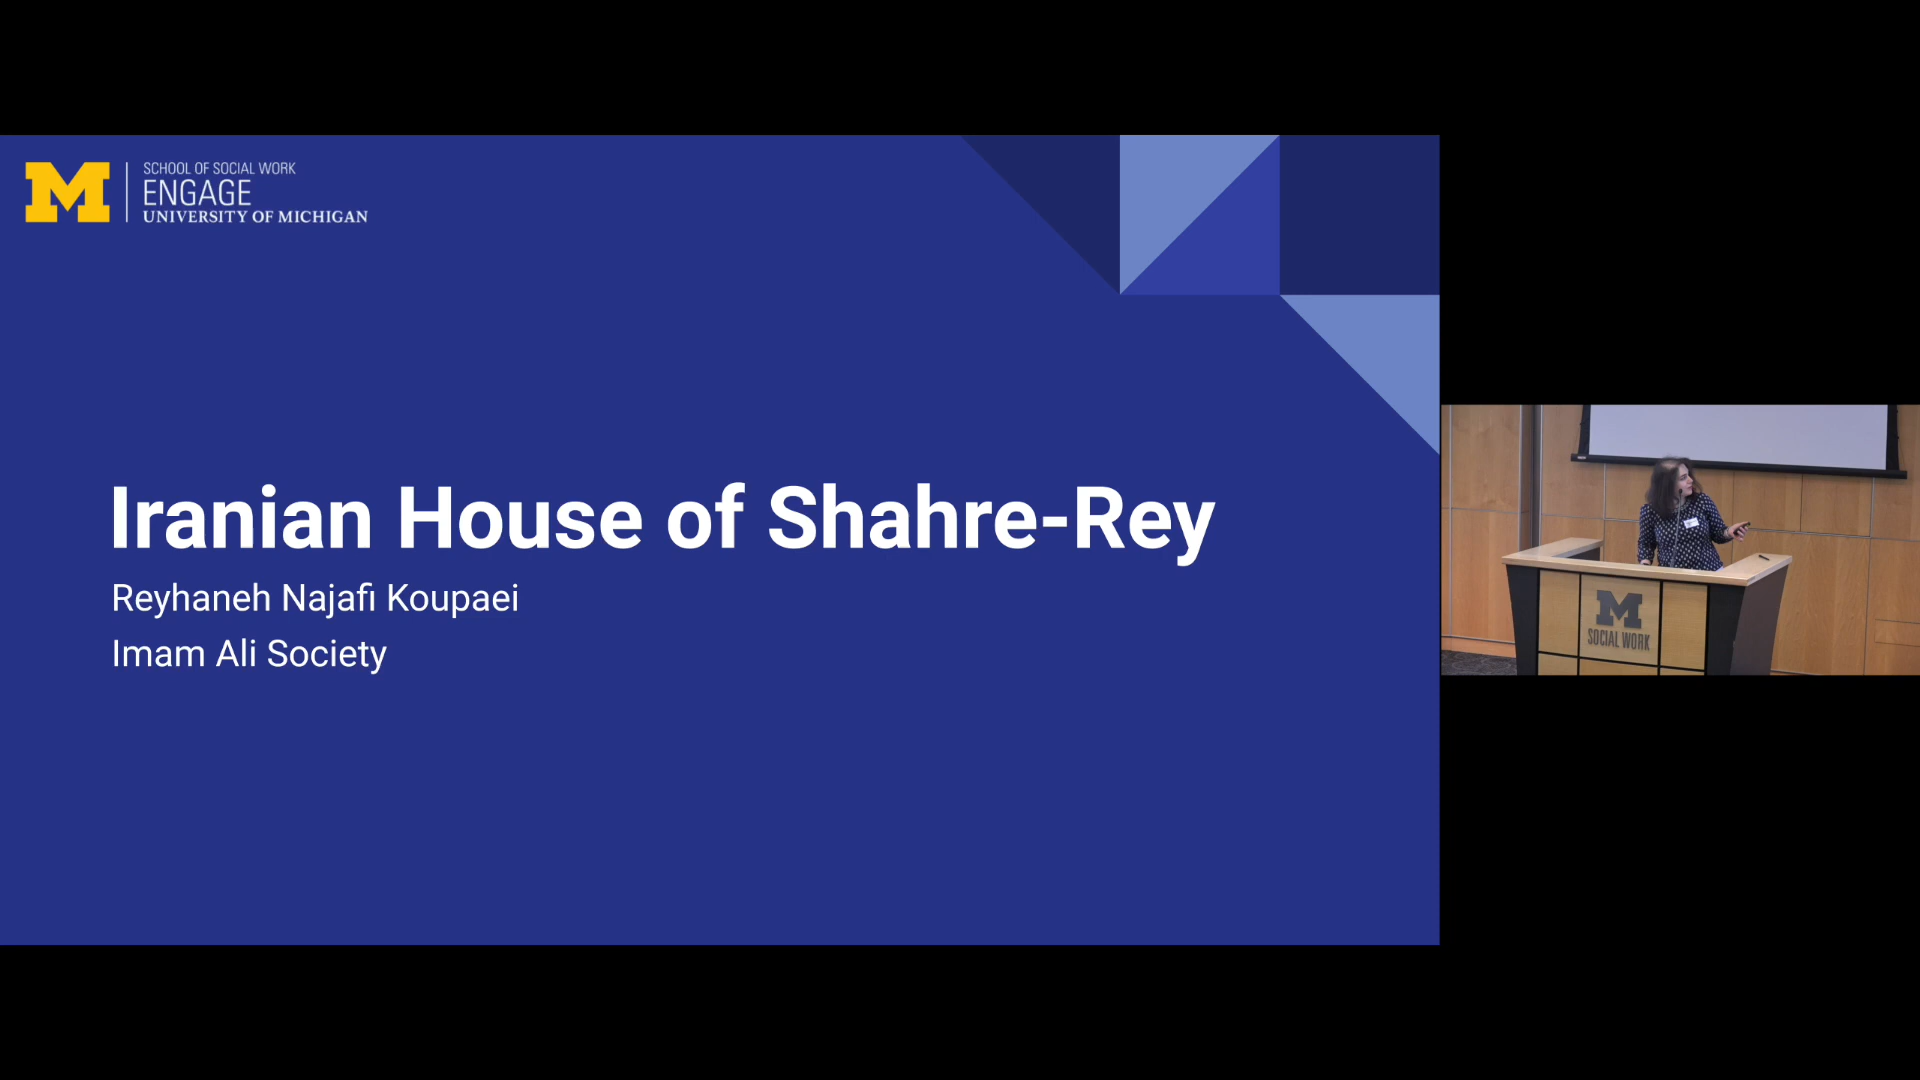 SCHOOL OF SOCIAL WORK
ENGAGE
UNIVERSITY OF MICHIGAN
Iranian House of Shahre-Rey
Reyhaneh Najafi Koupaei
Imam Ali Society
M
SOCIAL WORK